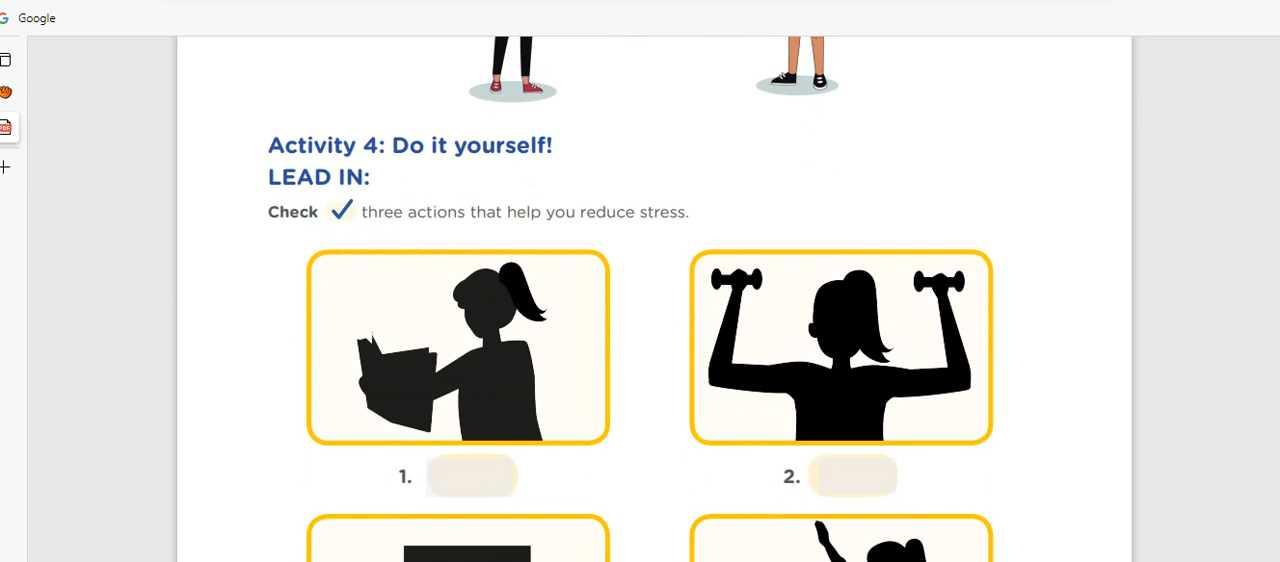 Google
Activity 4: Do it yourself!
LEAD IN:
Check ✓ three actions that help you reduce stress.
1.
2.